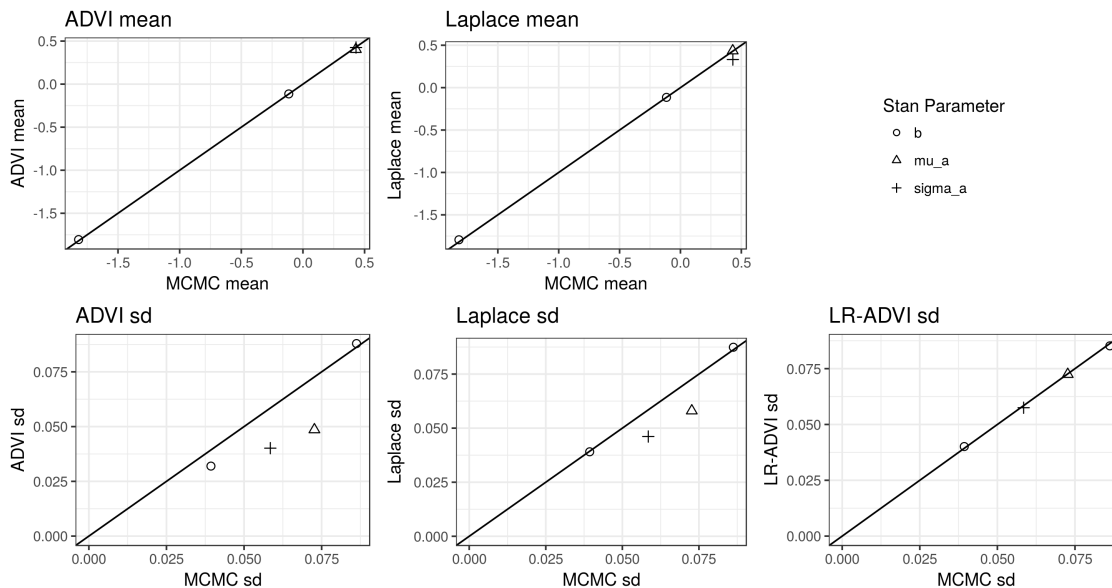 ADVI mean
Laplace mean
0.5
0.0
-0.5
-1.0
-1.5
ADVI mean
-1.5 -1.0 -0.5 0.0 0.5
MCMC mean
0.5
0.0
-0.5
-1.0
-1.5
Laplace mean
-1.5 -1.0 -0.5 0.0 0.5
MCMC mean
Stan Parameter
b
mu_a
sigma_a
ADVI sd
Laplace sd
LR-ADVI sd
0.075
0.050
0.025
0.000
ADVI sd
0.000 0.025 0.050 0.075
MCMC sd
0.075
0.050
0.025
0.000
Laplace sd
0.000 0.025 0.050 0.075
MCMC sd
0.075
0.050
0.025
0.000
LR-ADVI sd
0.000 0.025 0.050 0.075
MCMC sd